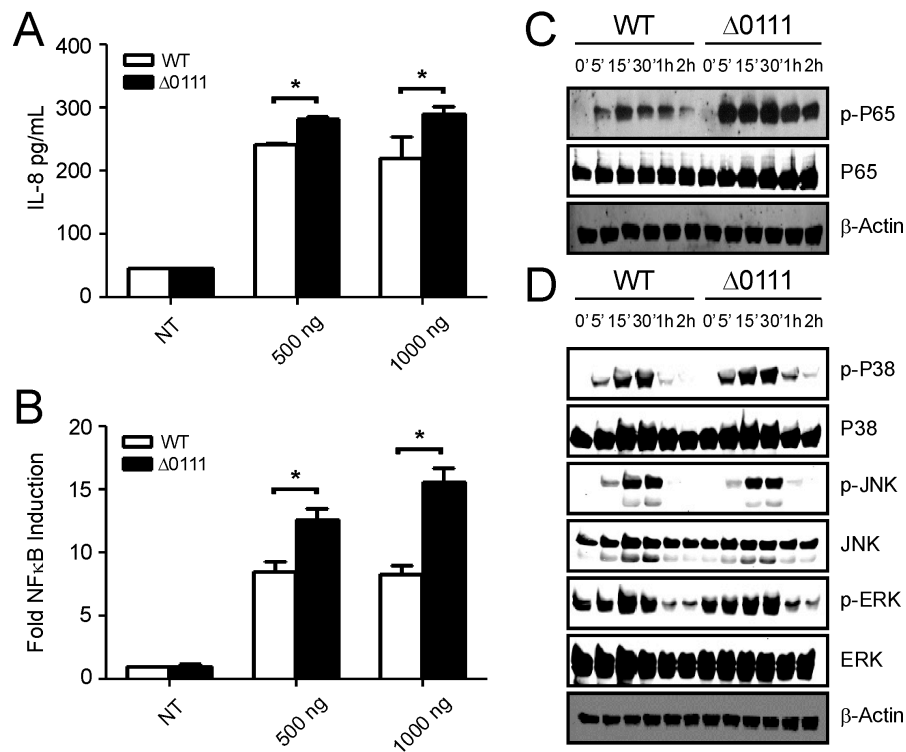 A
400
300
200
100
0
IL-8 pg/mL
WT
Δ0111
*
*
NT
500 ng
1000 ng
B
20
15
10
5
0
Fold NFκB Induction
WT
Δ0111
*
*
NT
500 ng
1000 ng
C
WT Δ0111
0' 5' 15' 30' 1h 2h 0' 5' 15' 30' 1h 2h
p-P65
P65
β-Actin
D
WT Δ0111
0' 5' 15' 30' 1h 2h 0' 5' 15' 30' 1h 2h
p-P38
P38
p-JNK
JNK
p-ERK
ERK
β-Actin